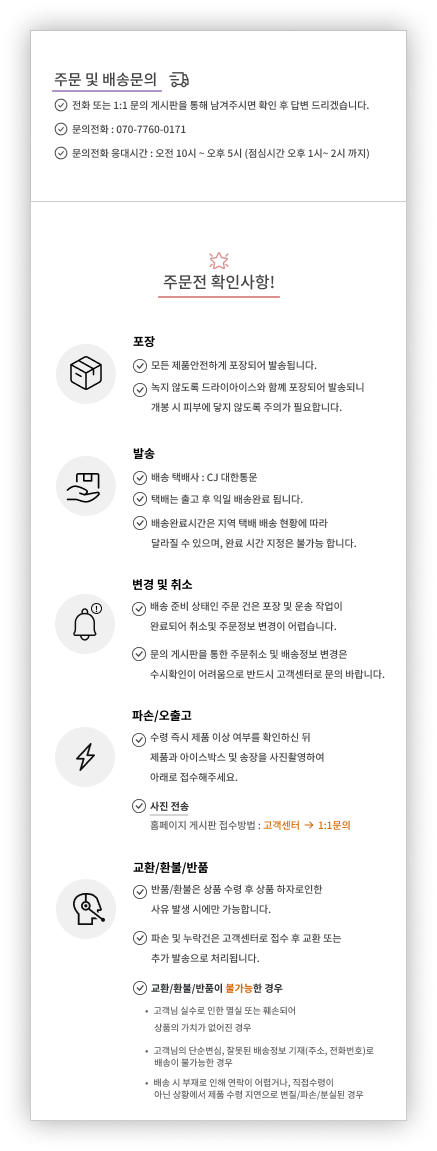 주문 및 배송문의
전화 또는 1:1 문의 게시판을 통해 남겨주시면 확인 후 답변 드리겠습니다.
문의전화 : 070-7760-0171
문의전화 응대시간 : 오전 10시 ~ 오후 5시 (점심시간 오후 1시~ 2시 까지)
주문전 확인사항!
포장
모든 제품안전하게 포장되어 발송됩니다.
녹지 않도록 드라이아이스와 함께 포장되어 발송되니
개봉 시 피부에 닿지 않도록 주의가 필요합니다.
발송
배송 택배사 : CJ 대한통운
택배는 출고 후 익일 배송완료 됩니다.
배송완료시간은 지역 택배 배송 현황에 따라
달라질 수 있으며, 완료 시간 지정은 불가능 합니다.
변경 및 취소
배송 준비 상태인 주문 건은 포장 및 운송 작업이
완료되어 취소및 주문정보 변경이 어렵습니다.
문의 게시판을 통한 주문취소 및 배송정보 변경은
수시확인이 어려움으로 반드시 고객센터로 문의 바랍니다.
파손/오출고
수령 즉시 제품 이상 여부를 확인하신 뒤
제품과 아이스박스 및 송장을 사진촬영하여
아래로 접수해주세요.
사진 전송
홈페이지 게시판 접수방법 : 고객센터 → 1:1문의
교환/환불/반품
반품/환불은 상품 수령 후 상품 하자로인한
사유 발생 시에만 가능합니다.
파손 및 누락건은 고객센터로 접수 후 교환 또는
추가 발송으로 처리됩니다.
교환/환불/반품이 불가능한 경우
• 고객님 실수로 인한 멸실 또는 훼손되어
상품의 가치가 없어진 경우
• 고객님의 단순변심, 잘못된 배송정보 기재(주소, 전화번호)로
배송이 불가능한 경우
• 배송 시 부재로 인해 연락이 어렵거나, 직접수령이
아닌 상황에서 제품 수령 지연으로 변질/파손/분실된 경우